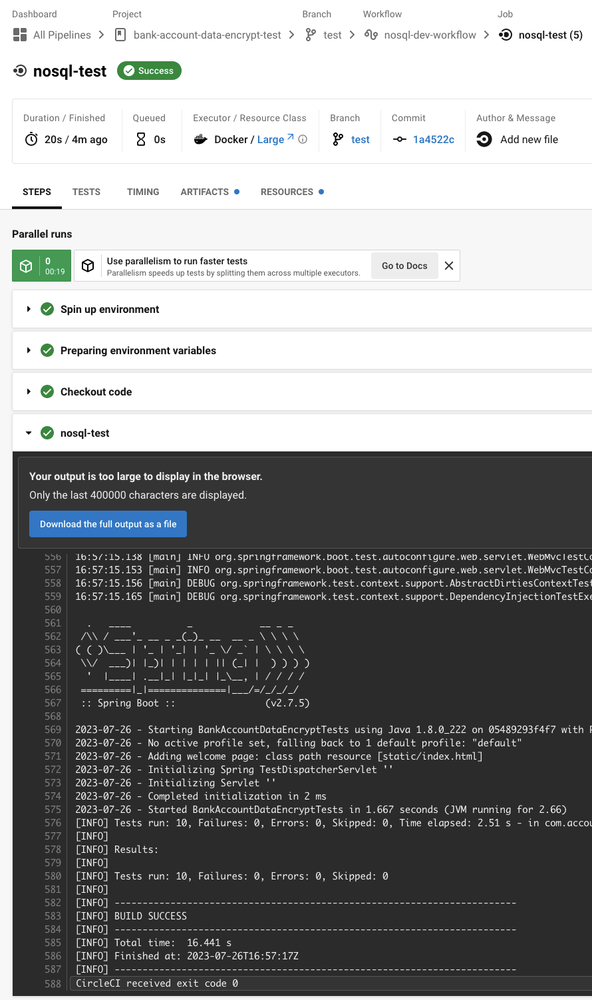 Dashboard Project Branch Workflow Job
All Pipelines bank-account-data-encrypt-test test nosql-dev-workflow nosql-test (5)
nosql-test Success
Duration / Finished Queued Executor / Resource Class Branch Commit Author & Message
20s / 4m ago 0s Docker / Large test 1a4522c Add new file
STEPS TESTS TIMING ARTIFACTS RESOURCES
Parallel runs
0
00:19
Use parallelism to run faster tests
Parallelism speeds up tests by splitting them across multiple executors.
Go to Docs
Spin up environment
Preparing environment variables
Checkout code
nosql-test
Your output is too large to display in the browser.
Only the last 400000 characters are displayed.
Download the full output as a file
556 16:57:15.138 [main] INFO org.springframework.boot.test.autoconfigure.web.servlet.WebMvcTestCo
557 16:57:15.153 [main] INFO org.springframework.boot.test.autoconfigure.web.servlet.WebMvcTestCo
558 16:57:15.156 [main] DEBUG org.springframework.test.context.support.AbstractDirtiesContextTest
559 16:57:15.165 [main] DEBUG org.springframework.test.context.support.DependencyInjectionTestExe
560
561   .   ____          _            __ _ _
562  /\\ / ___'_ __ _ _(_)_ __  __ _ \ \ \ \
563 ( ( )\___ | '_ | '_| | '_ \/ _` | \ \ \ \
564  \\/  ___)| |_)| | | | | || (_| |  ) ) ) )
565   '  |____| .__|_| |_|_| |_\__, | / / / /
566  =========|_|==============|___/=/_/_/_/
567  :: Spring Boot ::                (v2.7.5)
568
569 2023-07-26 - Starting BankAccountDataEncryptTests using Java 1.8.0_222 on 05489293f4f7 with P
570 2023-07-26 - No active profile set, falling back to 1 default profile: "default"
571 2023-07-26 - Adding welcome page: class path resource [static/index.html]
572 2023-07-26 - Initializing Spring TestDispatcherServlet ''
573 2023-07-26 - Initializing Servlet ''
574 2023-07-26 - Completed initialization in 2 ms
575 2023-07-26 - Started BankAccountDataEncryptTests in 1.667 seconds (JVM running for 2.66)
576 [INFO] Tests run: 10, Failures: 0, Errors: 0, Skipped: 0, Time elapsed: 2.51 s - in com.accou
577 [INFO]
578 [INFO] Results:
579 [INFO]
580 [INFO] Tests run: 10, Failures: 0, Errors: 0, Skipped: 0
581 [INFO]
582 [INFO] ------------------------------------------------------------------------
583 [INFO] BUILD SUCCESS
584 [INFO] ------------------------------------------------------------------------
585 [INFO] Total time:  16.441 s
586 [INFO] Finished at: 2023-07-26T16:57:17Z
587 [INFO] ------------------------------------------------------------------------
588 CircleCI received exit code 0